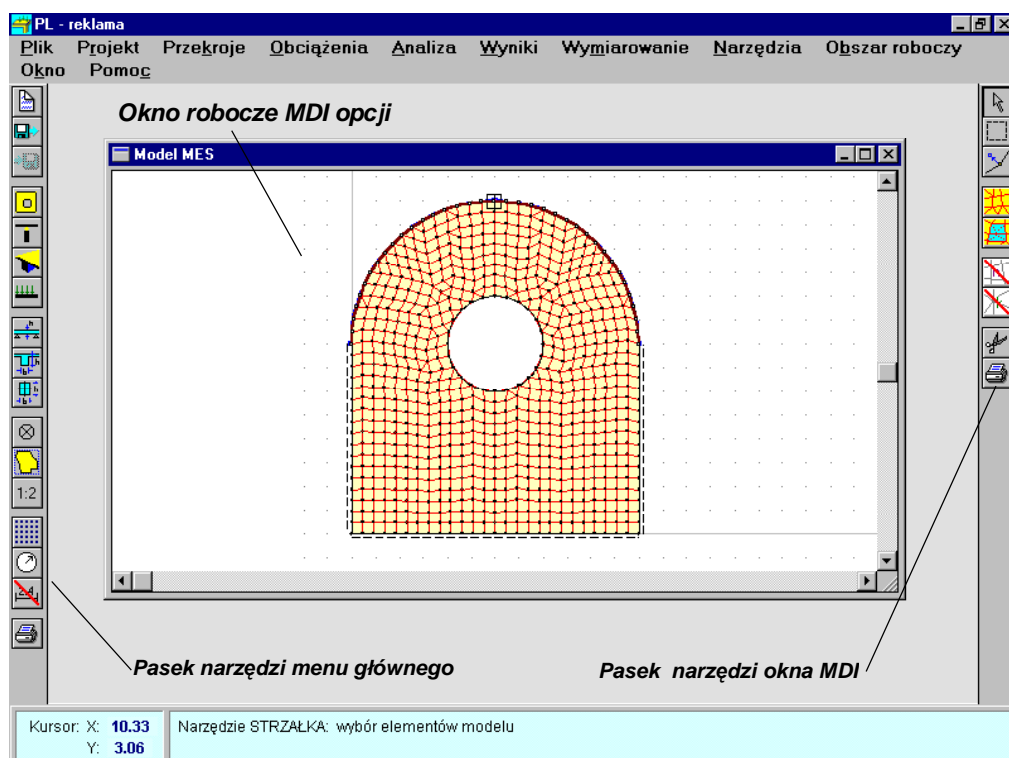 PL - reklama
Plik Projekt Przekroje Obciążenia Analiza Wyniki Wymiarowanie Narzędzia Obszar roboczy
Okno Pomoc
Okno robocze MDI opcji
Model MES
1:2
Pasek narzędzi menu głównego
Pasek narzędzi okna MDI
Kursor: X: 10.33
Y: 3.06
Narzędzie STRZAŁKA: wybór elementów modelu